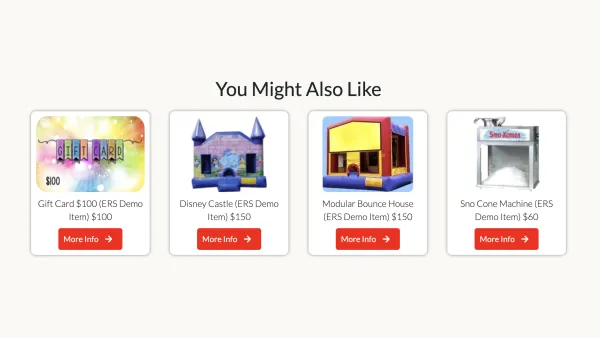 You Might Also Like
GIFT CARD
$100
Gift Card $100 (ERS Demo
Item) $100
More Info
Disney Castle (ERS Demo
Item) $150
More Info
Modular Bounce House
(ERS Demo Item) $150
More Info
Sno-Konette
Sno Cone Machine (ERS
Demo Item) $60
More Info